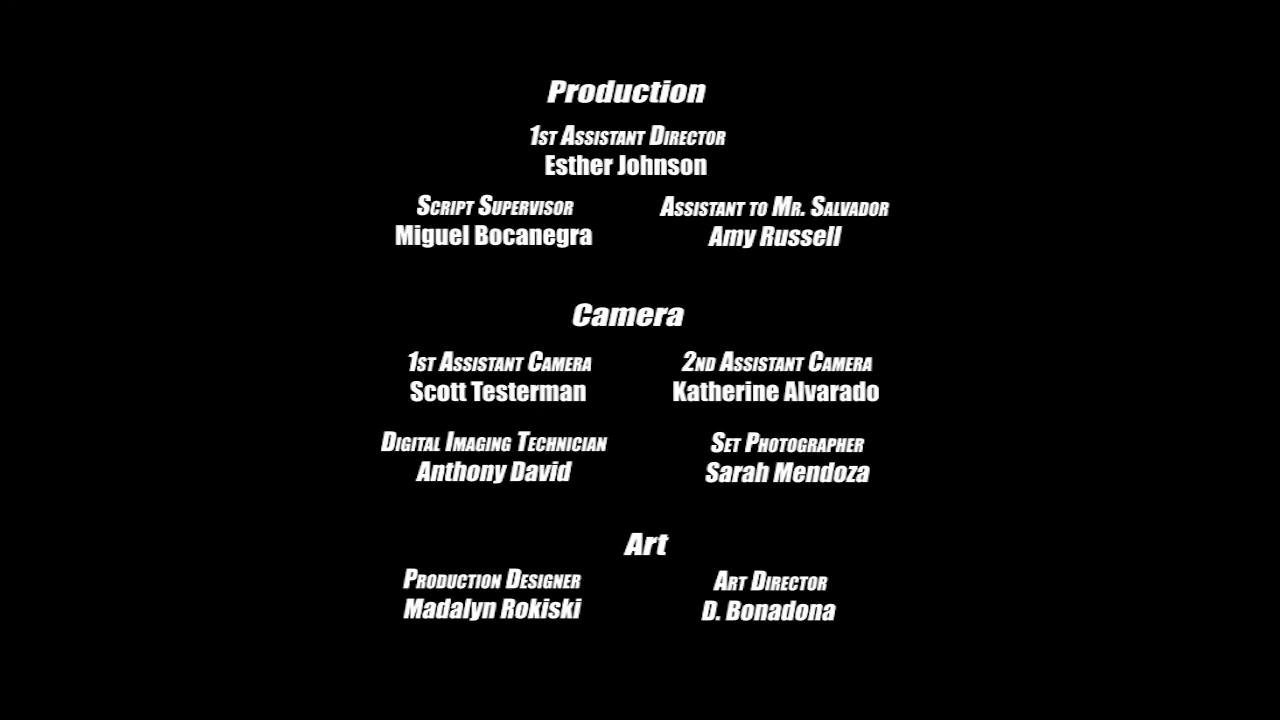 Production
1st Assistant Director
Esther Johnson
Script Supervisor
Miguel Bocanegra
Assistant to Mr. Salvador
Amy Russell
Camera
1st Assistant Camera
Scott Testerman
2nd Assistant Camera
Katherine Alvarado
Digital Imaging Technician
Anthony David
Set Photographer
Sarah Mendoza
Art
Production Designer
Madalyn Rokiski
Art Director
D. Bonadona